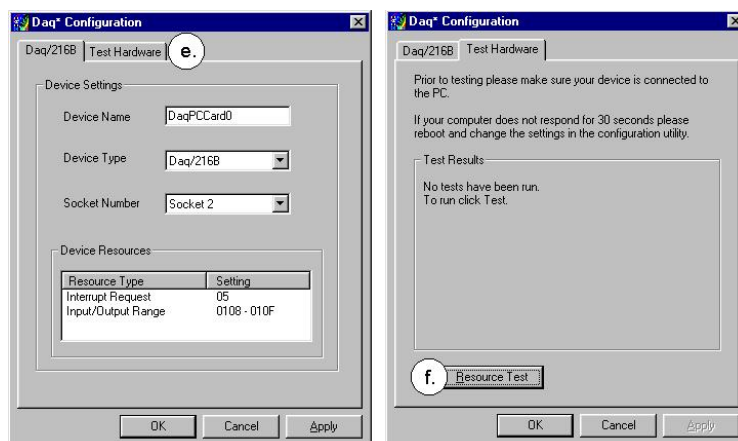 Daq* Configuration
Daq/216B Test Hardware e.
Device Settings
Device Name DaqPCCard0
Device Type Daq/216B
Socket Number Socket 2
Device Resources
Resource Type Setting
Interrupt Request 05
Input/Output Range 0108 - 010F
OK Cancel Apply
Daq* Configuration
Daq/216B Test Hardware
Prior to testing please make sure your device is connected to
the PC.
If your computer does not respond for 30 seconds please
reboot and change the settings in the configuration utility.
Test Results
No tests have been run.
To run click Test.
f. Resource Test
OK Cancel Apply